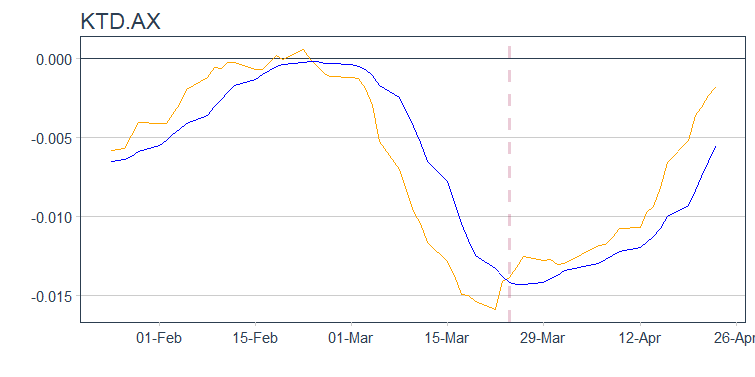 KTD.AX
0.000
-0.005
-0.010
-0.015
01-Feb
15-Feb
01-Mar
15-Mar
29-Mar
12-Apr
26-Apr